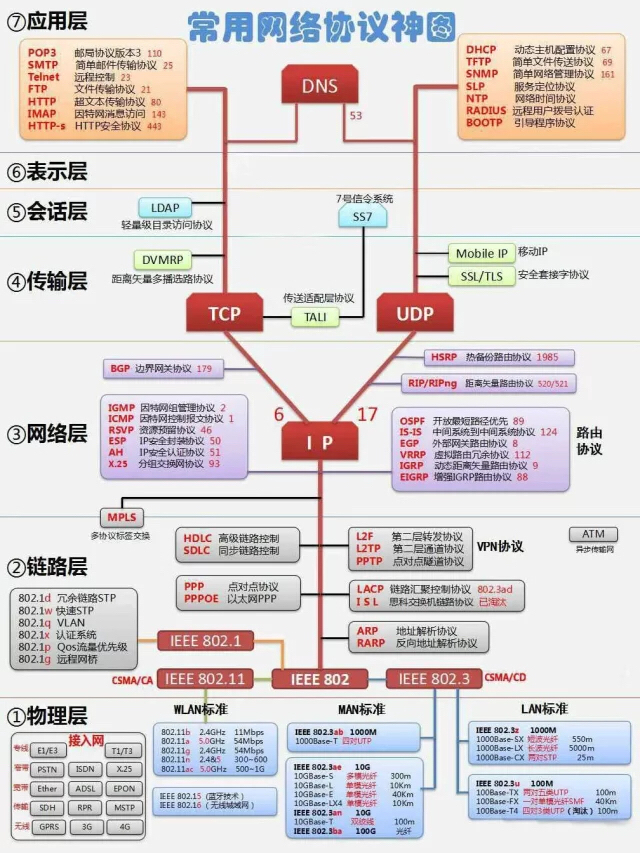 ⑦应用层
常用网络协议神图
POP3 邮局协议版本3 110
SMTP 简单邮件传输协议 25
Telnet 远程控制 23
FTP 文件传输协议 21
HTTP 超文本传输协议 80
IMAP 因特网消息访问 143
HTTP-s HTTP安全协议 443
DNS
53
DHCP 动态主机配置协议 67
TFTP 简单文件传送协议 69
SNMP 简单网络管理协议 161
SLP 服务定位协议
NTP 网络时间协议
RADIUS 远程用户拨号认证
BOOTP 引导程序协议
⑥表示层
⑤会话层
LDAP
轻量级目录访问协议
7号信令系统
SS7
④传输层
DVMRP
距离矢量多播选路协议
Mobile IP 移动IP
SSL/TLS 安全套接字协议
TCP
传送适配层协议
TALI
UDP
BGP 边界网关协议 179
HSRP 热备份路由协议 1985
RIP/RIPng 距离矢量路由协议 520/521
③网络层
IGMP 因特网组管理协议 2
ICMP 因特网控制报文协议 1
RSVP 资源预留协议 46
ESP IP安全封装协议 50
AH IP安全认证协议 51
X.25 分组交换网协议 93
6
17
I P
OSPF 开放最短路径优先 89
IS-IS 中间系统到中间系统协议 124
EGP 外部网关路由协议 8
VRRP 虚拟路由冗余协议 112
IGRP 动态距离矢量路由协议 9
EIGRP 增强IGRP路由协议 88
路由
协议
MPLS
多协议标签交换
②链路层
HDLC 高级链路控制
SDLC 同步链路控制
L2F 第二层转发协议
L2TP 第二层通道协议
PPTP 点对点隧道协议
VPN协议
ATM
异步传输网
802.1d 冗余链路STP
802.1w 快速STP
802.1q VLAN
802.1x 认证系统
802.1p Qos流量优先级
802.1g 远程网桥
PPP 点对点协议
PPPOE 以太网PPP
LACP 链路汇聚控制协议 802.3ad
I S L 思科交换机链路协议 已淘汰
ARP 地址解析协议
RARP 反向地址解析协议
IEEE 802.1
CSMA/CA
IEEE 802.11
IEEE 802
IEEE 802.3
CSMA/CD
①物理层
接入网
专线 E1/E3 T1/T3
窄带 PSTN ISDN X.25
宽带 Ether ADSL EPON
传输 SDH RPR MSTP
无线 GPRS 3G 4G
WLAN标准
802.11b 2.4GHz 11Mbps
802.11a 5.0GHz 54Mbps
802.11g 2.4GHz 54Mbps
802.11n 2.4&5 300~600
802.11ac 5.0GHz 500~1G
IEEE 802.15 (蓝牙技术)
IEEE 802.16 (无线城域网)
MAN标准
IEEE 802.3ab 1000M
1000Base-T 四对UTP
IEEE 802.3ae 10G
10GBase-S 多模光纤 300m
10GBase-L 单模光纤 10Km
10GBase-E 单模光纤 40Km
10GBase-LX4 单模光纤 10Km
IEEE 802.3an 10G
10GBase-T 双绞线 100m
IEEE 802.3ba 100G 光纤
LAN标准
IEEE 802.3z 1000M
1000Base-SX 短波光纤 550m
1000Base-LX 长波光纤 5000m
1000Base-CX 两对STP 25m
IEEE 802.3u 100M
100Base-TX 两对五类UTP 100m
100Base-FX 一对单模光纤SMF 40Km
100Base-T4 四对3类UTP (淘汰) 100m